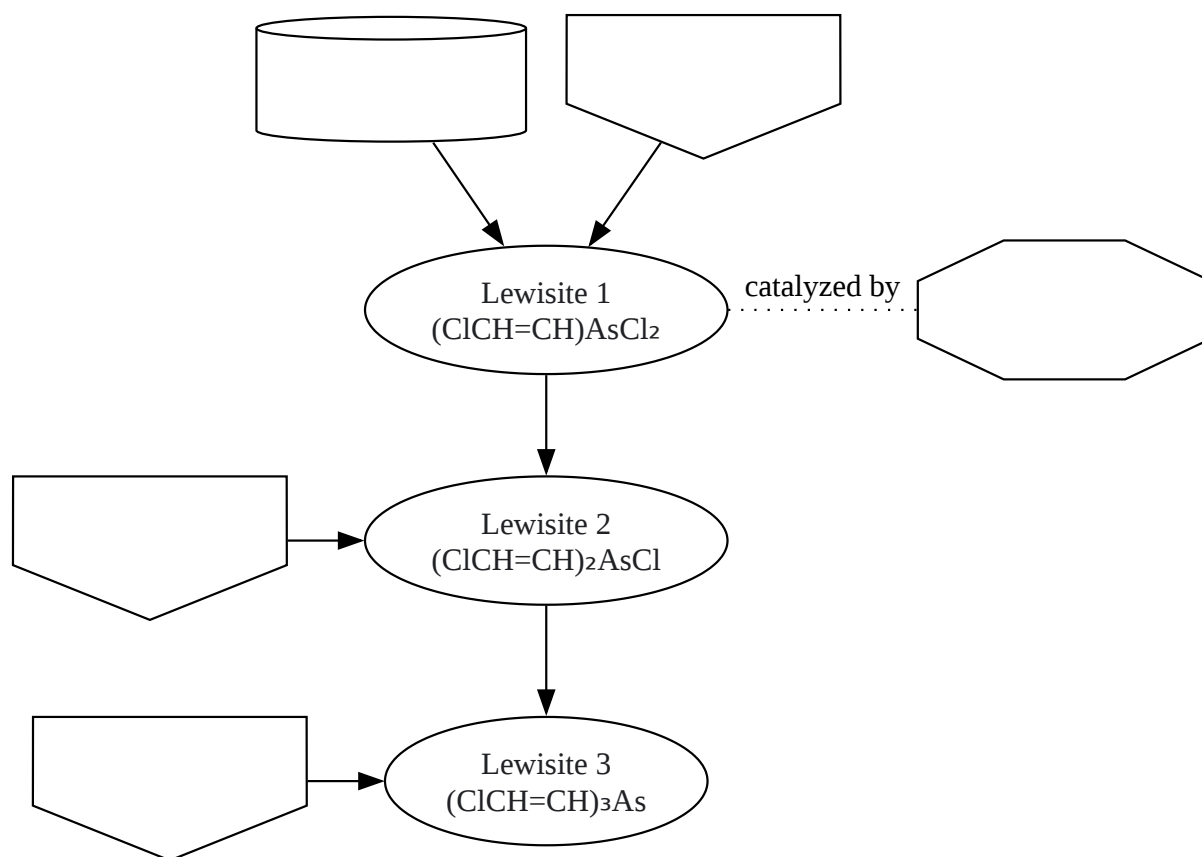 Lewisite 1
(ClCH=CH)AsCl₂
catalyzed by
Lewisite 2
(ClCH=CH)₂AsCl
Lewisite 3
(ClCH=CH)₃As